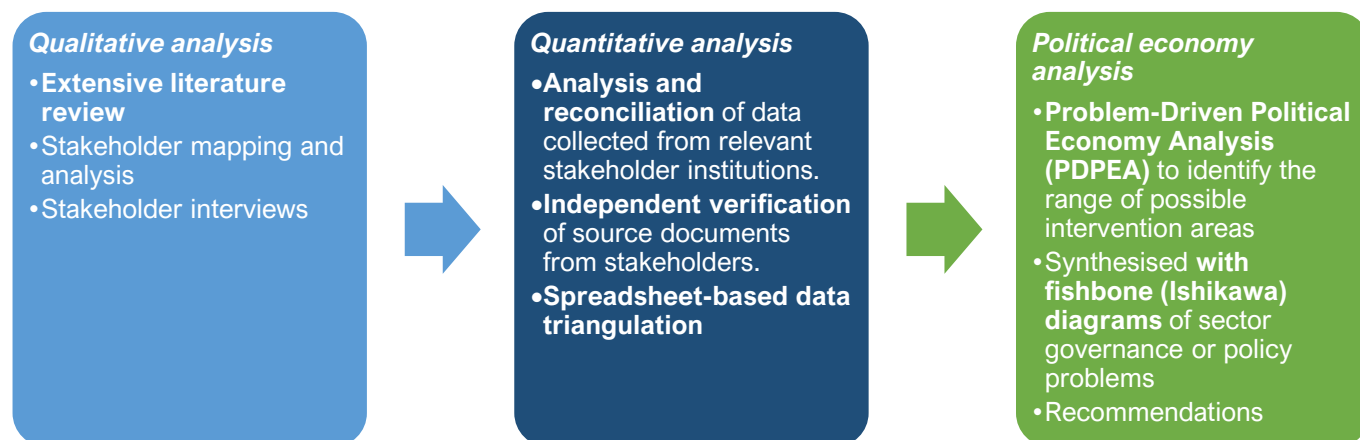 Qualitative analysis
•Extensive literature
review
•Stakeholder mapping and
analysis
•Stakeholder interviews
Quantitative analysis
•Analysis and
reconciliation of data
collected from relevant
stakeholder institutions.
•Independent verification
of source documents
from stakeholders.
•Spreadsheet-based data
triangulation
Political economy
analysis
•Problem-Driven Political
Economy Analysis
(PDPEA) to identify the
range of possible
intervention areas
•Synthesised with
fishbone (Ishikawa)
diagrams of sector
governance or policy
problems
•Recommendations